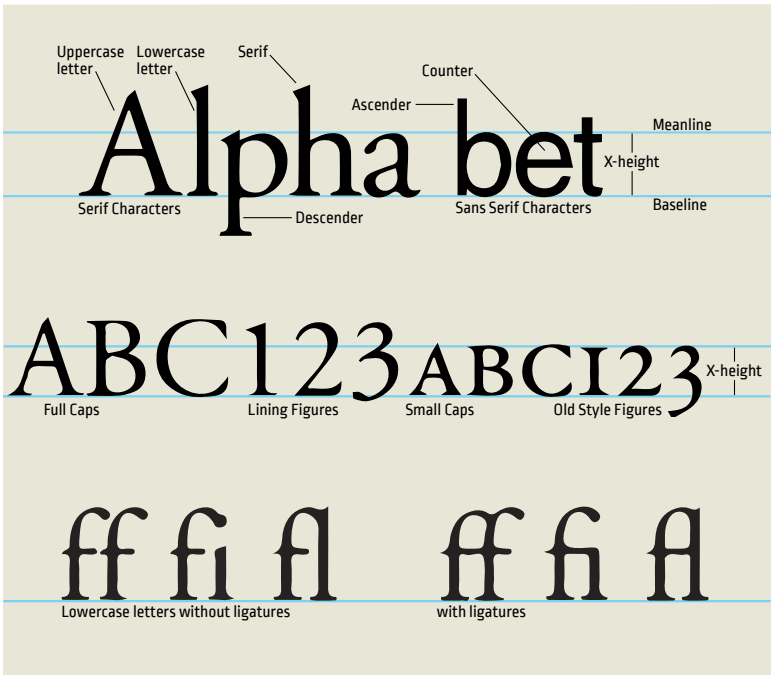 Uppercase
letter
Lowercase
letter
Serif
Counter
Ascender
Meanline
Alpha bet
X-height
Serif Characters
Sans Serif Characters
Baseline
Descender
ABC123 ABC123
X-height
Full Caps
Lining Figures
Small Caps
Old Style Figures
ff fi fl
ff fi fl
Lowercase letters without ligatures
with ligatures